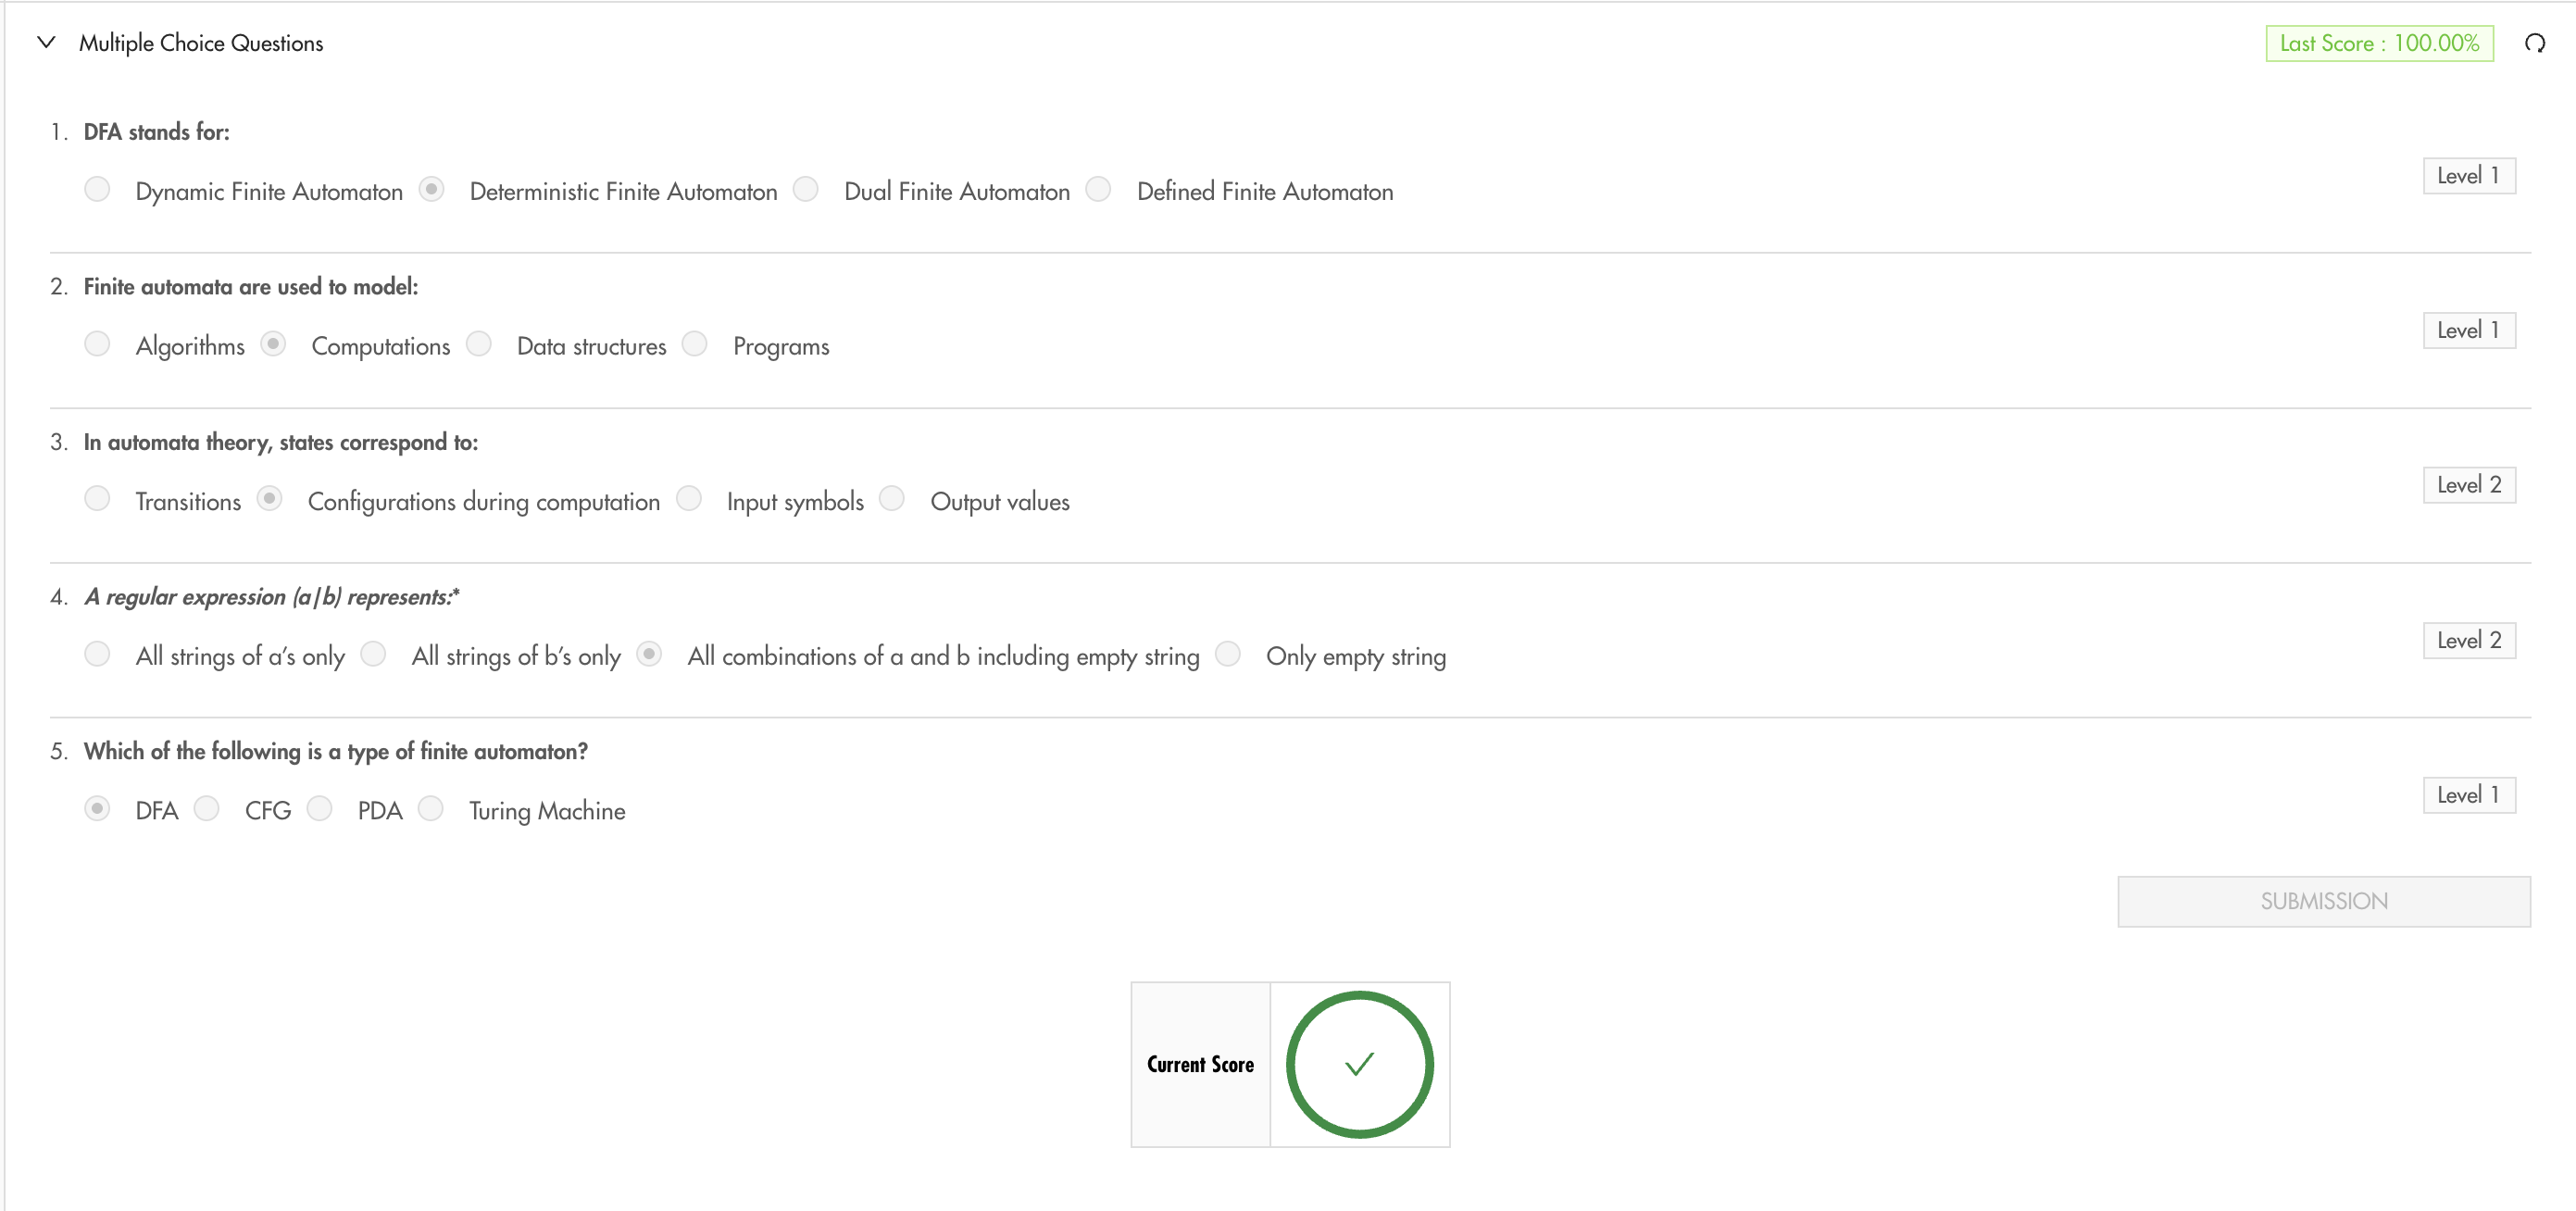 Multiple Choice Questions
Last Score : 100.00%
1. DFA stands for:
Dynamic Finite Automaton Deterministic Finite Automaton Dual Finite Automaton Defined Finite Automaton
Level 1
2. Finite automata are used to model:
Algorithms Computations Data structures Programs
Level 1
3. In automata theory, states correspond to:
Transitions Configurations during computation Input symbols Output values
Level 2
4. A regular expression (a|b) represents:*
All strings of a's only All strings of b's only All combinations of a and b including empty string Only empty string
Level 2
5. Which of the following is a type of finite automaton?
DFA CFG PDA Turing Machine
Level 1
SUBMISSION
Current Score